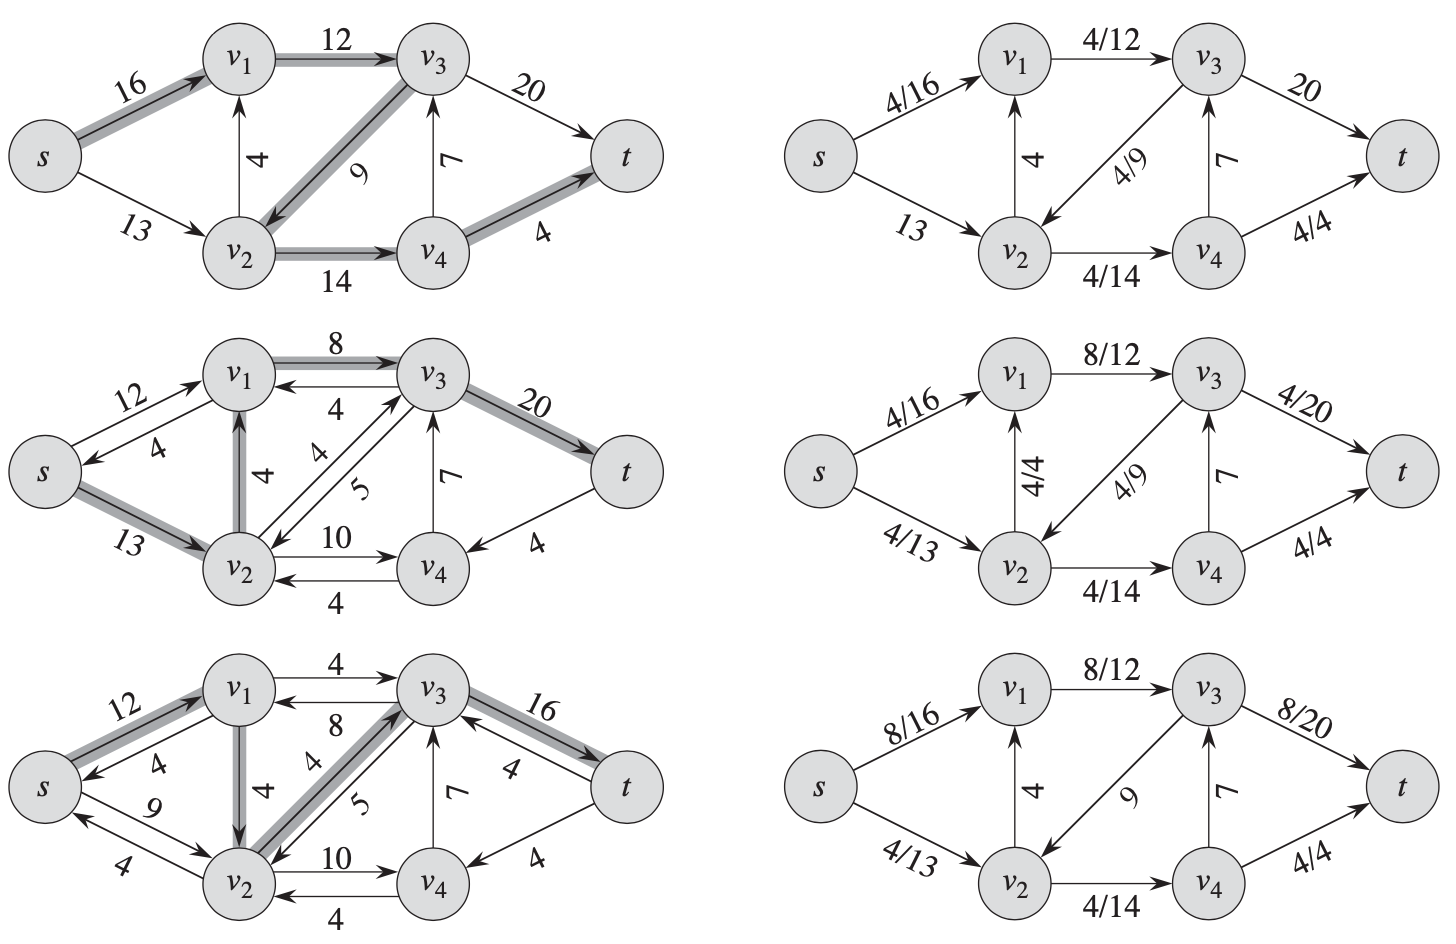 12
v1 v3
16 20
s 4 9 7 t
13 4
v2 v4
14
4/12
v1 v3
4/16 20
s 4 4/9 7 t
13 4/4
v2 v4
4/14
8
v1 v3
12 4 20
4 4
s 4 5 7 t
13 10 4
v2 v4
4
8/12
v1 v3
4/16 4/20
s 4/4 4/9 7 t
4/13 4/4
v2 v4
4/14
4
v1 v3
12 8 16
4 4 4
s 4 5 7 t
9
4 10 4
v2 v4
4
8/12
v1 v3
8/16 8/20
s 4 9 7 t
4/13 4/4
v2 v4
4/14